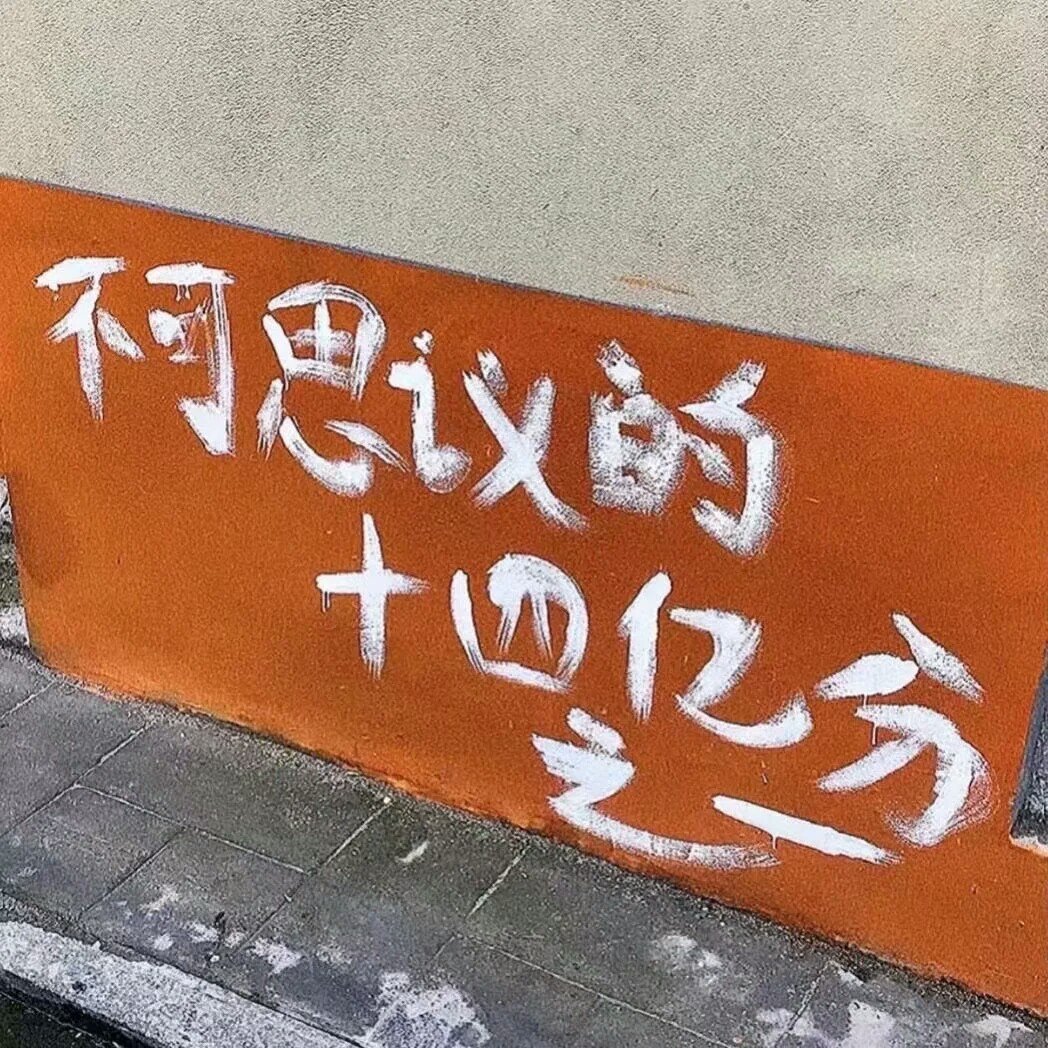 不可思议的
十四亿分
之一